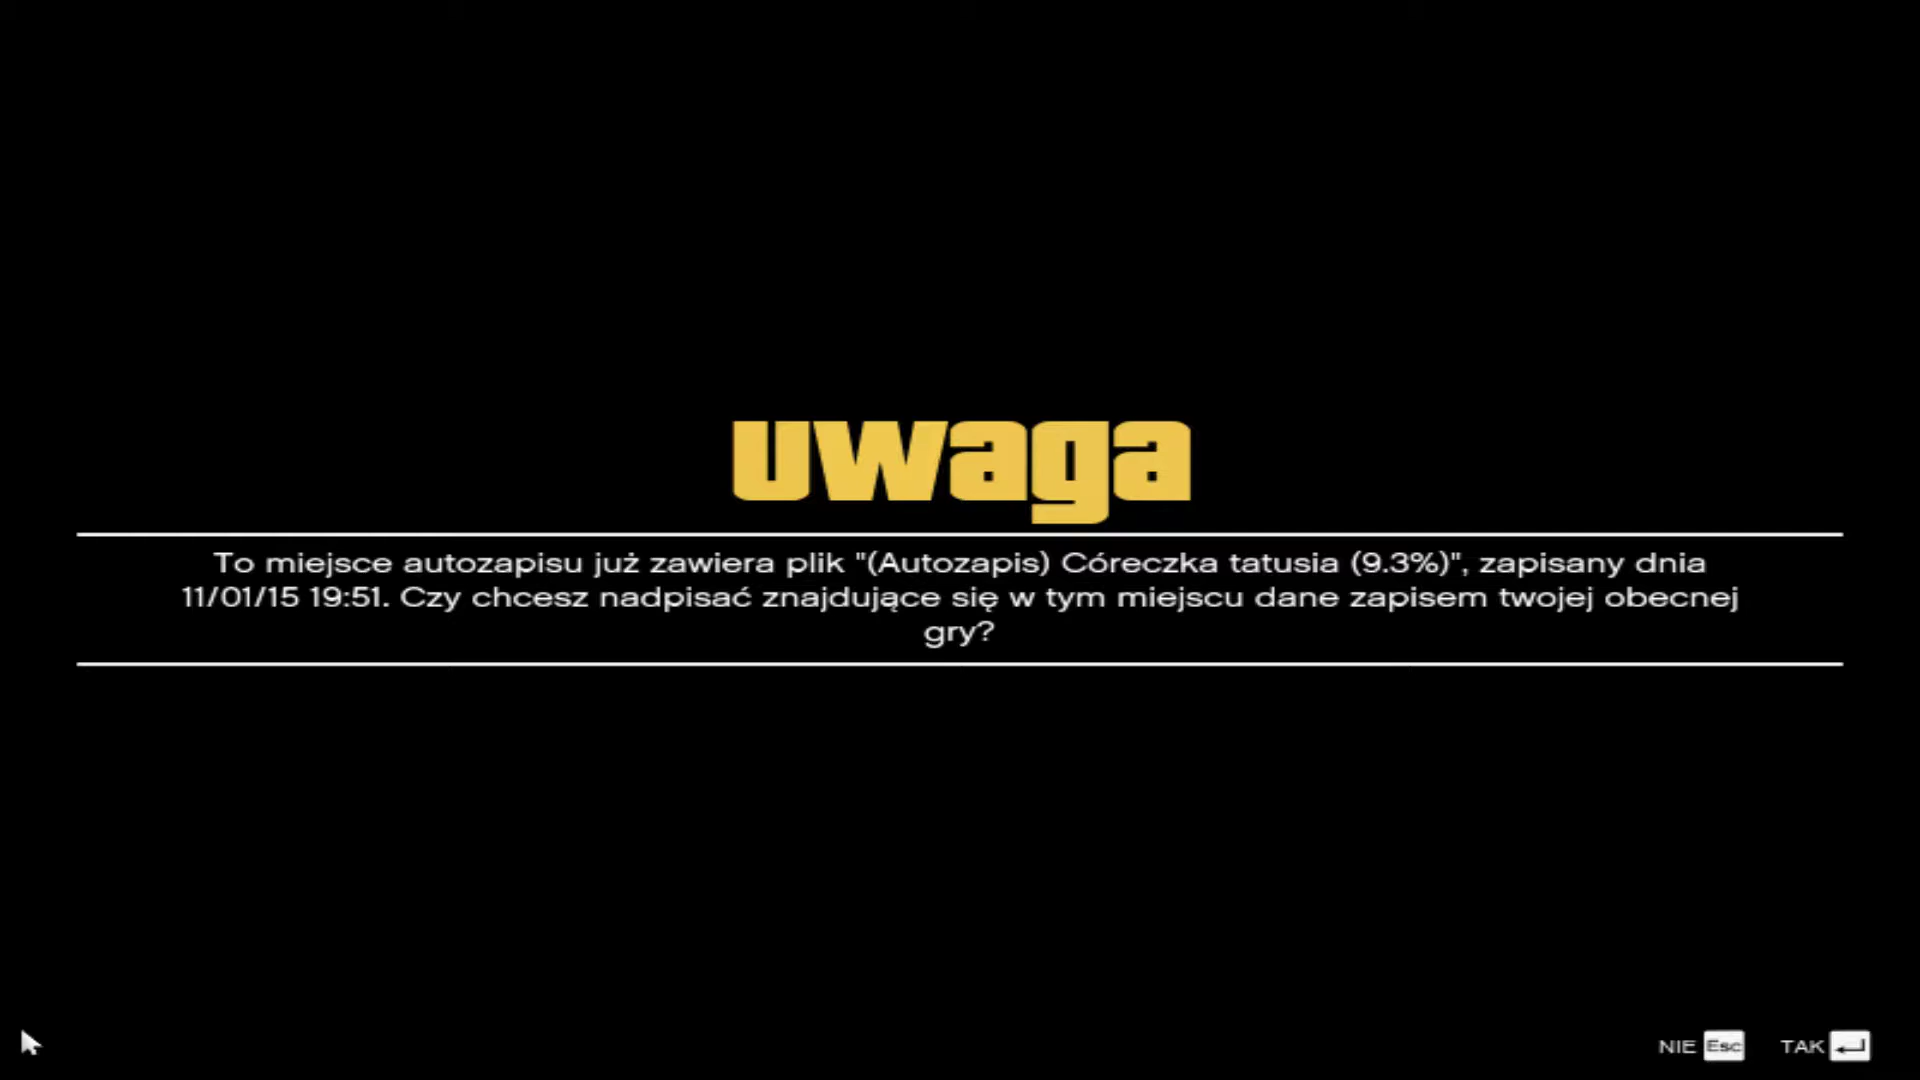 uwaga
To miejsce autozapisu już zawiera plik "(Autozapis) Córeczka tatusia (9.3%)", zapisany dnia
11/01/15 19:51. Czy chcesz nadpisać znajdujące się w tym miejscu dane zapisem twojej obecnej
gry?
NIE Esc TAK